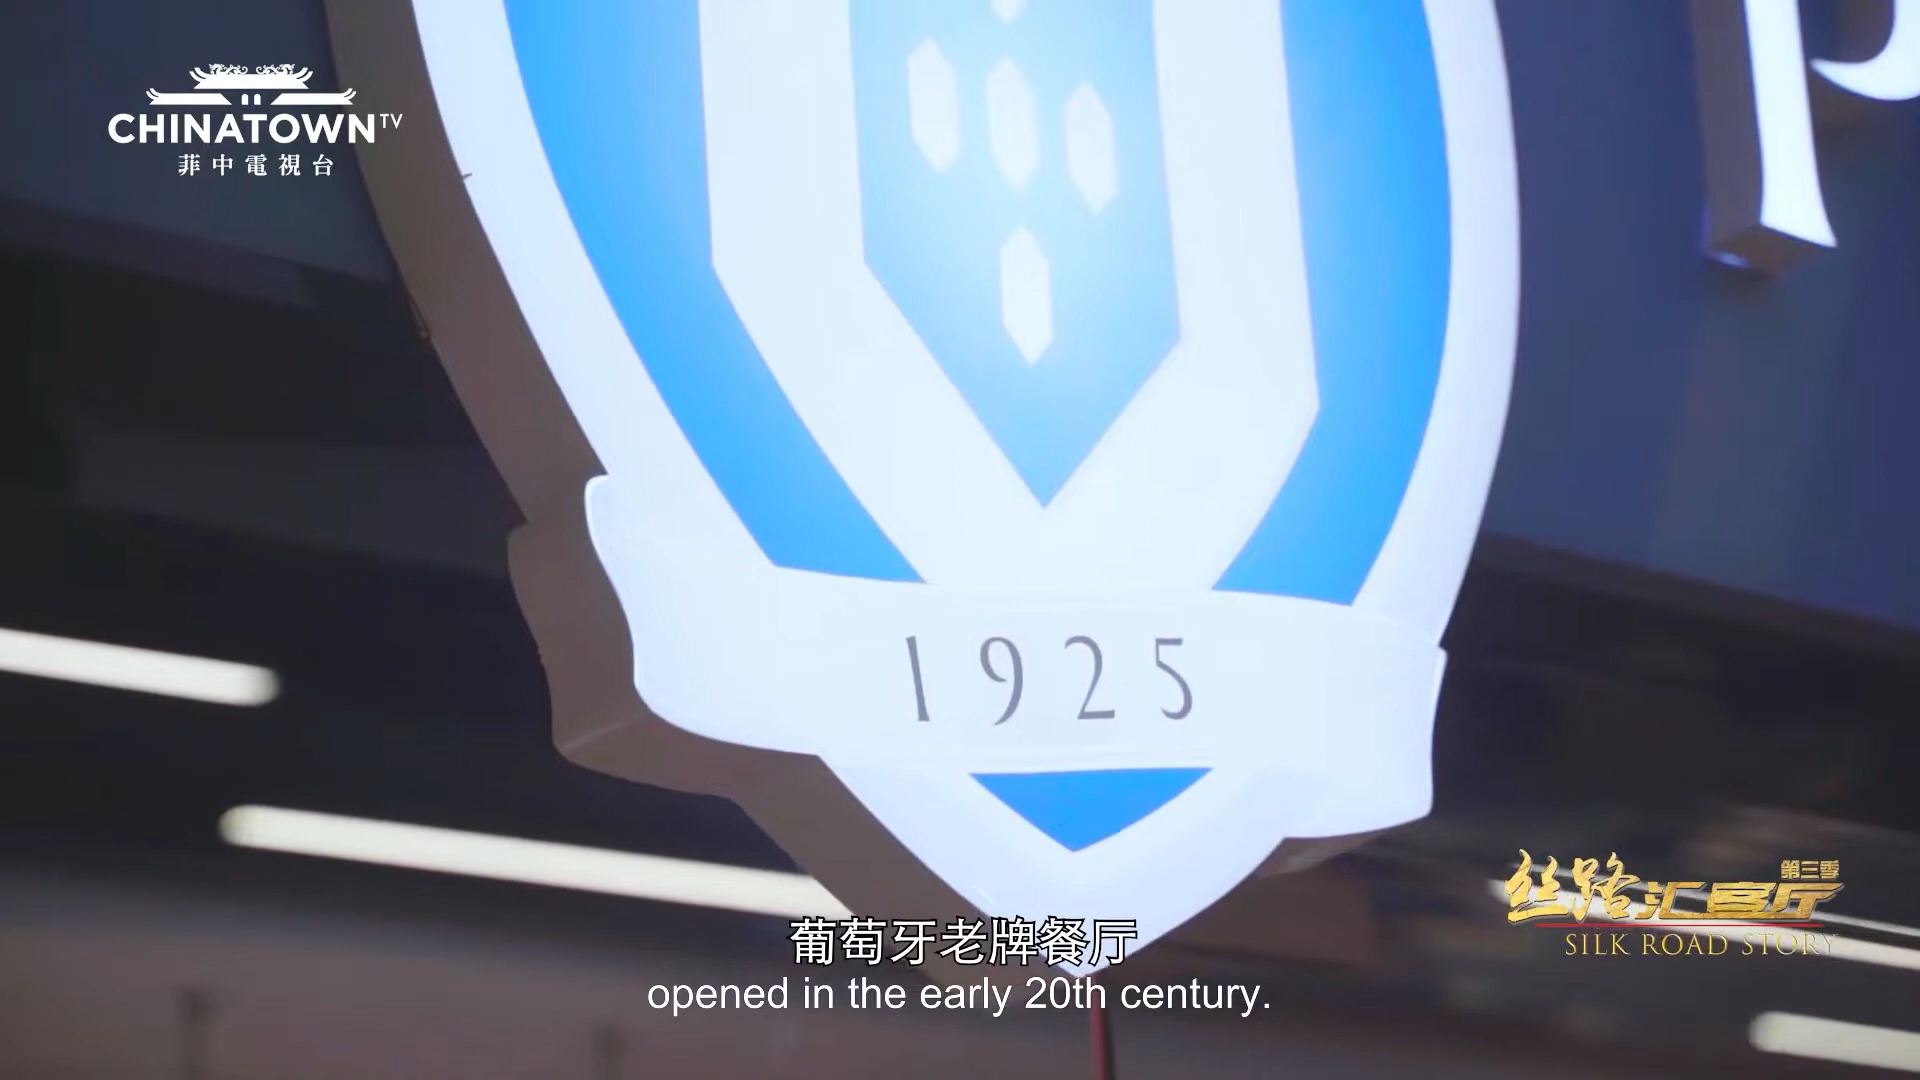 CHINATOWN TV
菲中電視台
1925
第三季
丝路汇客厅
SILK ROAD STORY
葡萄牙老牌餐厅
opened in the early 20th century.